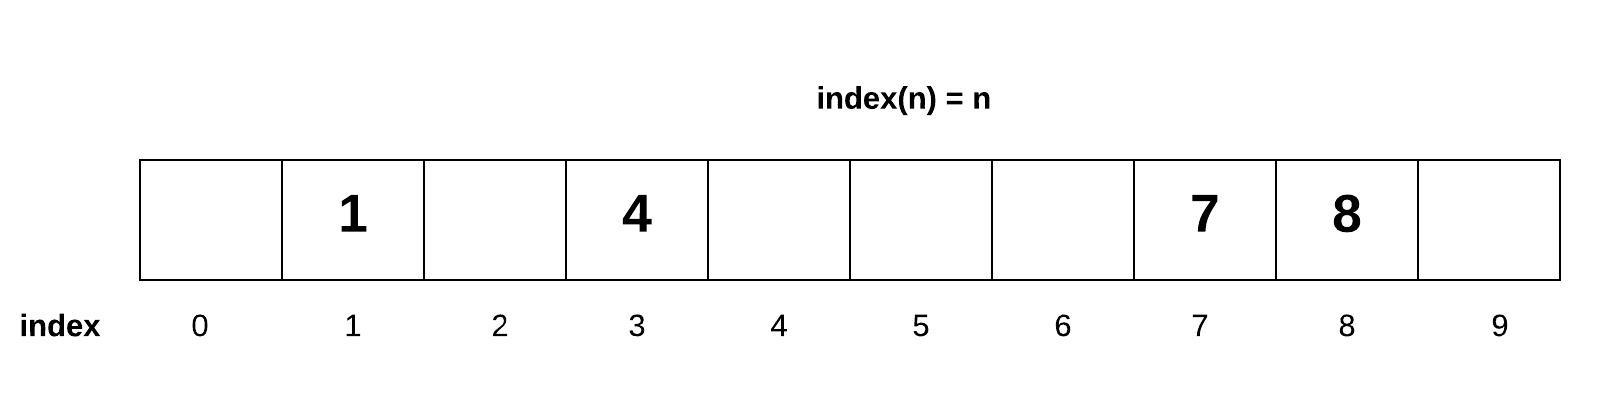 index(n) = n
1 4 7 8
index 0 1 2 3 4 5 6 7 8 9